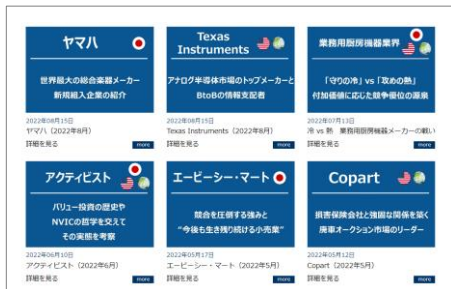 ヤマハ
世界最大の総合楽器メーカー
新規組入企業の紹介
2022年08月15日
ヤマハ（2022年8月）
詳細を見る
more
Texas
Instruments
アナログ半導体市場のトップメーカーと
BtoBの情報支配者
2022年08月15日
Texas Instruments（2022年8月）
詳細を見る
more
業務用厨房機器業界
「守りの冷」vs「攻めの熱」
付加価値に応じた競争優位の源泉
2022年07月13日
冷 vs 熱　業務用厨房機器メーカーの戦い
詳細を見る
more
アクティビスト
バリュー投資の歴史や
NVICの哲学を交えて
その実態を考察
2022年06月10日
アクティビスト（2022年6月）
詳細を見る
more
エービーシー・マート
競合を圧倒する強みと
“今後も生き残り続ける小売業”
2022年05月17日
エービーシー・マート（2022年5月）
詳細を見る
more
Copart
損害保険会社と強固な関係を築く
廃車オークション市場のリーダー
2022年05月12日
Copart（2022年5月）
詳細を見る
more